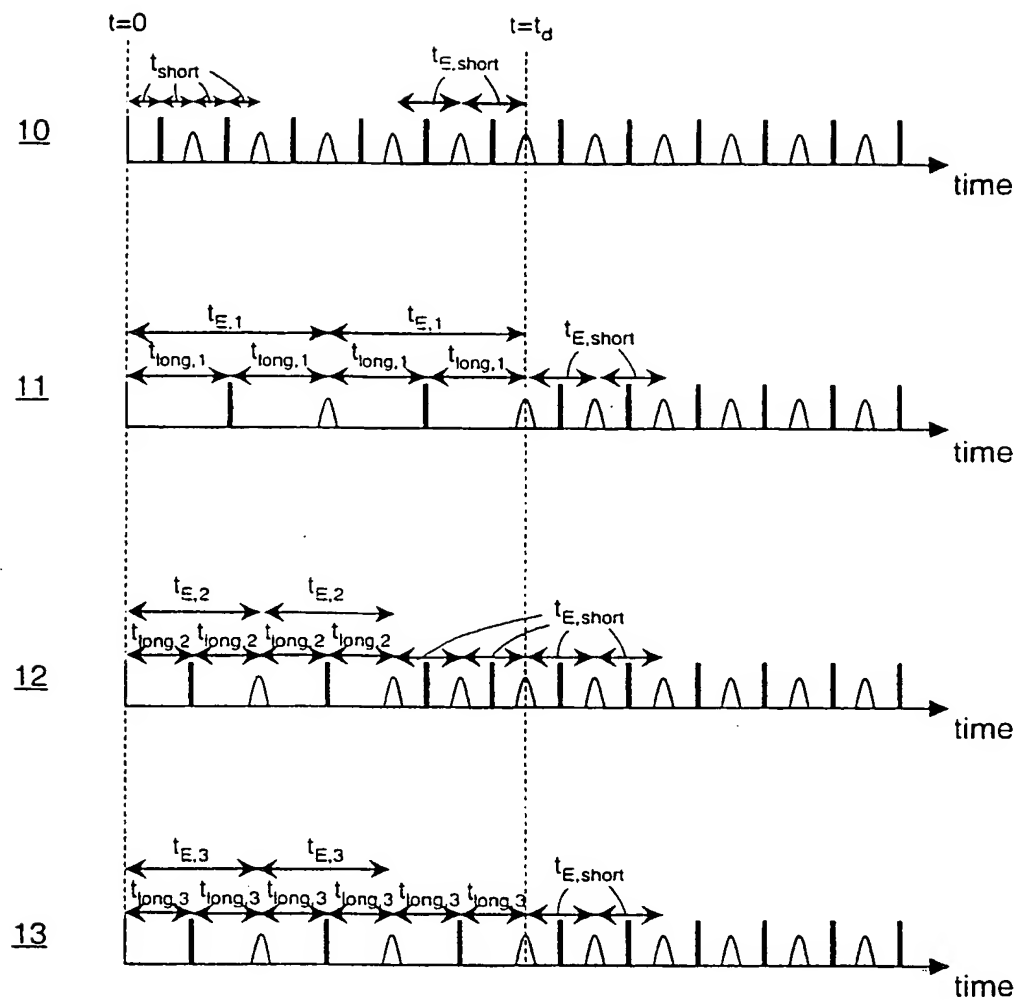 t=0 t=t_d
t_short t_E,short
10
time
t_E,1 t_E,1
t_E,short
t_long,1 t_long,1 t_long,1 t_long,1
11
time
t_E,2 t_E,2
t_E,short
t_long,2 t_long,2 t_long,2 t_long,2
12
time
t_E,3 t_E,3
t_E,short
t_long,3 t_long,3 t_long,3 t_long,3 t_long,3 t_long,3
13
time